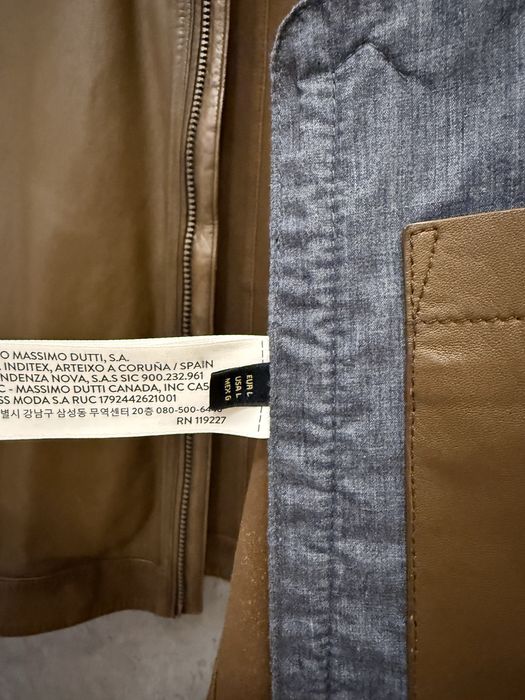 O MASSIMO DUTTI, S.A.
INDITEX, ARTEIXO A CORUÑA / SPAIN
NDENZA NOVA, S.A.S SIC 900.232.961
C - MASSIMO DUTTI CANADA, INC CA50
SS MODA S.A RUC 1792442621001
별시 강남구 삼성동 무역센터 20층 080-500-64
RN 119227
EUR L
USA L
MEX G